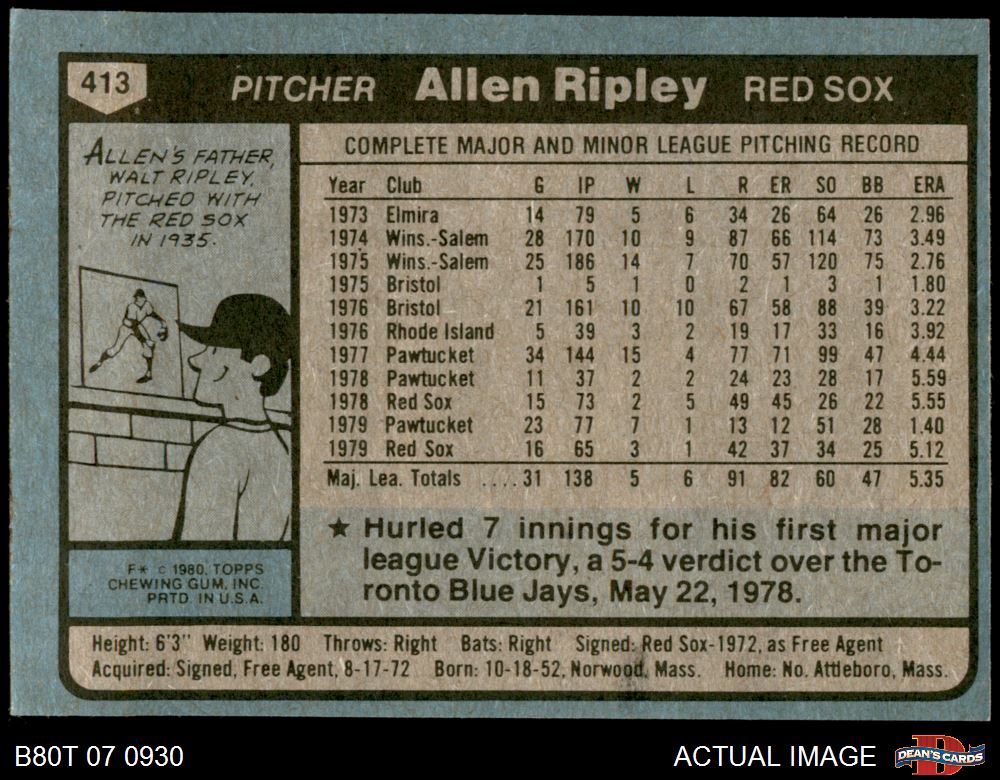 413 PITCHER Allen Ripley RED SOX
ALLEN'S FATHER,
WALT RIPLEY,
PITCHED WITH
THE RED SOX
IN 1935.
COMPLETE MAJOR AND MINOR LEAGUE PITCHING RECORD
Year Club G IP W L R ER SO BB ERA
1973 Elmira 14 79 5 6 34 26 64 26 2.96
1974 Wins.-Salem 28 170 10 9 87 66 114 73 3.49
1975 Wins.-Salem 25 186 14 7 70 57 120 75 2.76
1975 Bristol 1 5 1 0 2 1 3 1 1.80
1976 Bristol 21 161 10 10 67 58 88 39 3.22
1976 Rhode Island 5 39 3 2 19 17 33 16 3.92
1977 Pawtucket 34 144 15 4 77 71 99 47 4.44
1978 Pawtucket 11 37 2 2 24 23 28 17 5.59
1978 Red Sox 15 73 2 5 49 45 26 22 5.55
1979 Pawtucket 23 77 7 1 13 12 51 28 1.40
1979 Red Sox 16 65 3 1 42 37 34 25 5.12
Maj. Lea. Totals ....31 138 5 6 91 82 60 47 5.35
★ Hurled 7 innings for his first major
league Victory, a 5-4 verdict over the To-
ronto Blue Jays, May 22, 1978.
F* © 1980, TOPPS
CHEWING GUM, INC.
PRTD. IN U.S.A.
Height: 6'3" Weight: 180 Throws: Right Bats: Right Signed: Red Sox-1972, as Free Agent
Acquired: Signed, Free Agent, 8-17-72 Born: 10-18-52, Norwood, Mass. Home: No. Attleboro, Mass.
B80T 07 0930 ACTUAL IMAGE DEAN'S CARDS